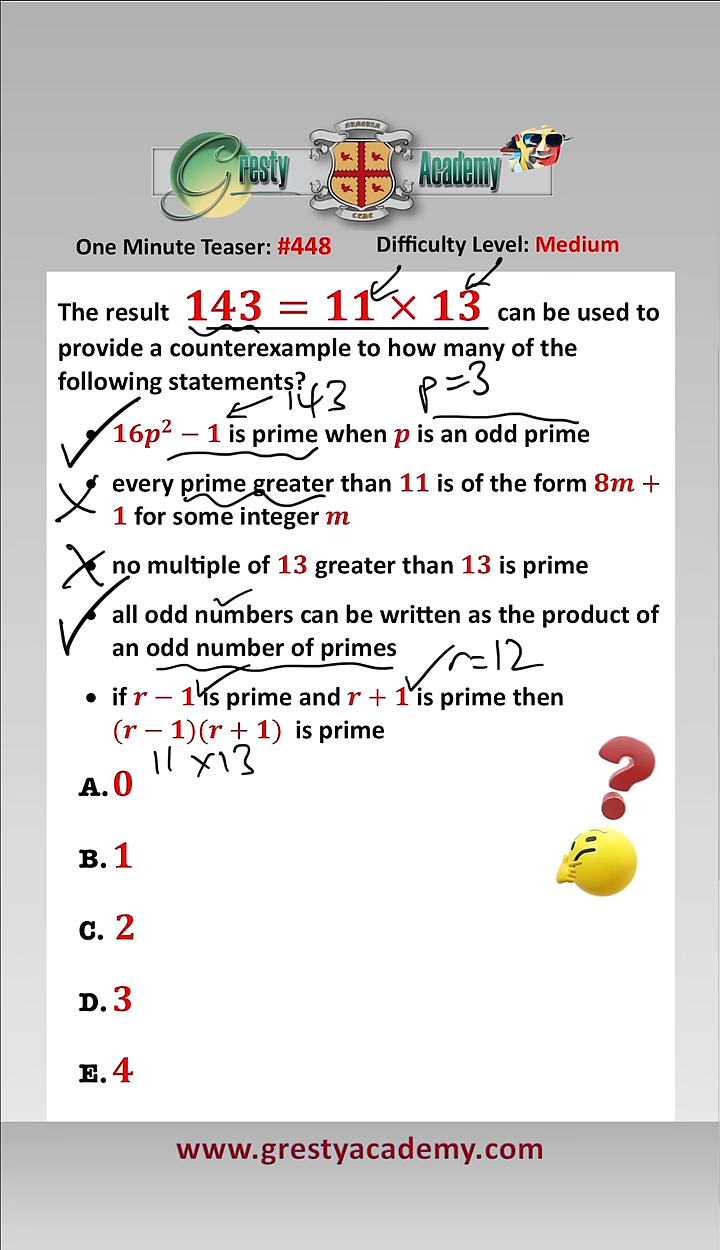 NUMORUM
Gresty Academy
CEDE
One Minute Teaser: #448 Difficulty Level: Medium
The result 143 = 11 × 13 can be used to
provide a counterexample to how many of the
following statements?
143 p=3
• 16p² − 1 is prime when p is an odd prime
• every prime greater than 11 is of the form 8m +
1 for some integer m
• no multiple of 13 greater than 13 is prime
• all odd numbers can be written as the product of
an odd number of primes
r=12
• if r − 1 is prime and r + 1 is prime then
(r − 1)(r + 1) is prime
11 ×13
A. 0
B. 1
C. 2
D. 3
E. 4
www.grestyacademy.com